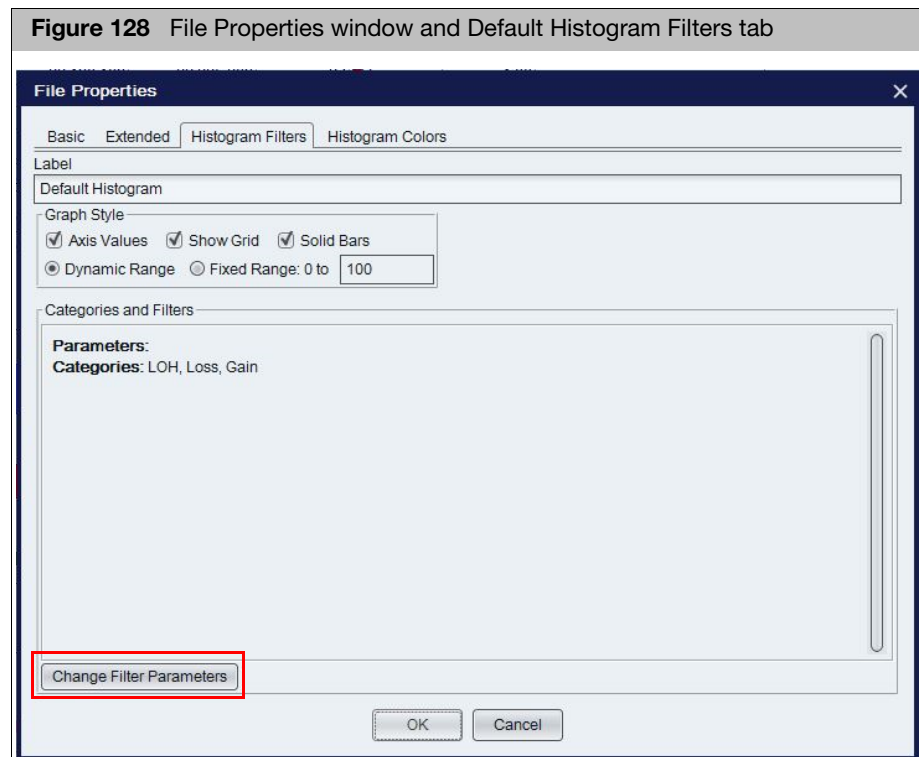 Figure 128 File Properties window and Default Histogram Filters tab
File Properties
Basic Extended Histogram Filters Histogram Colors
Label
Default Histogram
Graph Style
Axis Values Show Grid Solid Bars
Dynamic Range Fixed Range: 0 to 100
Categories and Filters
Parameters:
Categories: LOH, Loss, Gain
Change Filter Parameters
OK Cancel